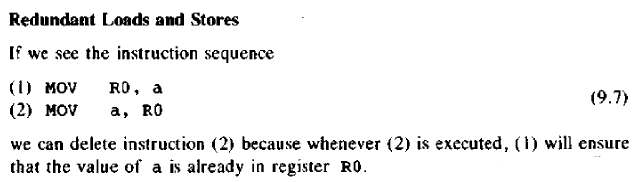 Redundant Loads and Stores
If we see the instruction sequence
(1) MOV R0, a
(2) MOV a, R0
(9.7)
we can delete instruction (2) because whenever (2) is executed, (1) will ensure
that the value of a is already in register R0.